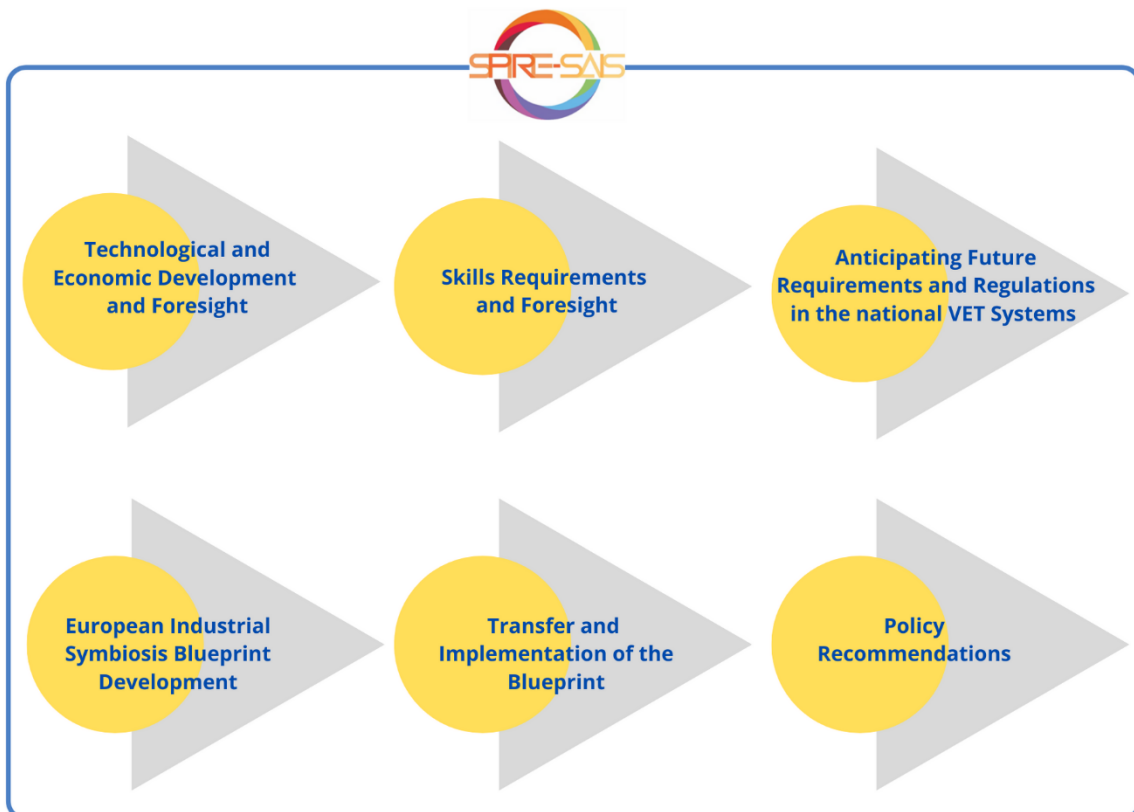 SPIRE-SAIS
Technological and
Economic Development
and Foresight
Skills Requirements
and Foresight
Anticipating Future
Requirements and Regulations
in the national VET Systems
European Industrial
Symbiosis Blueprint
Development
Transfer and
Implementation of the
Blueprint
Policy
Recommendations